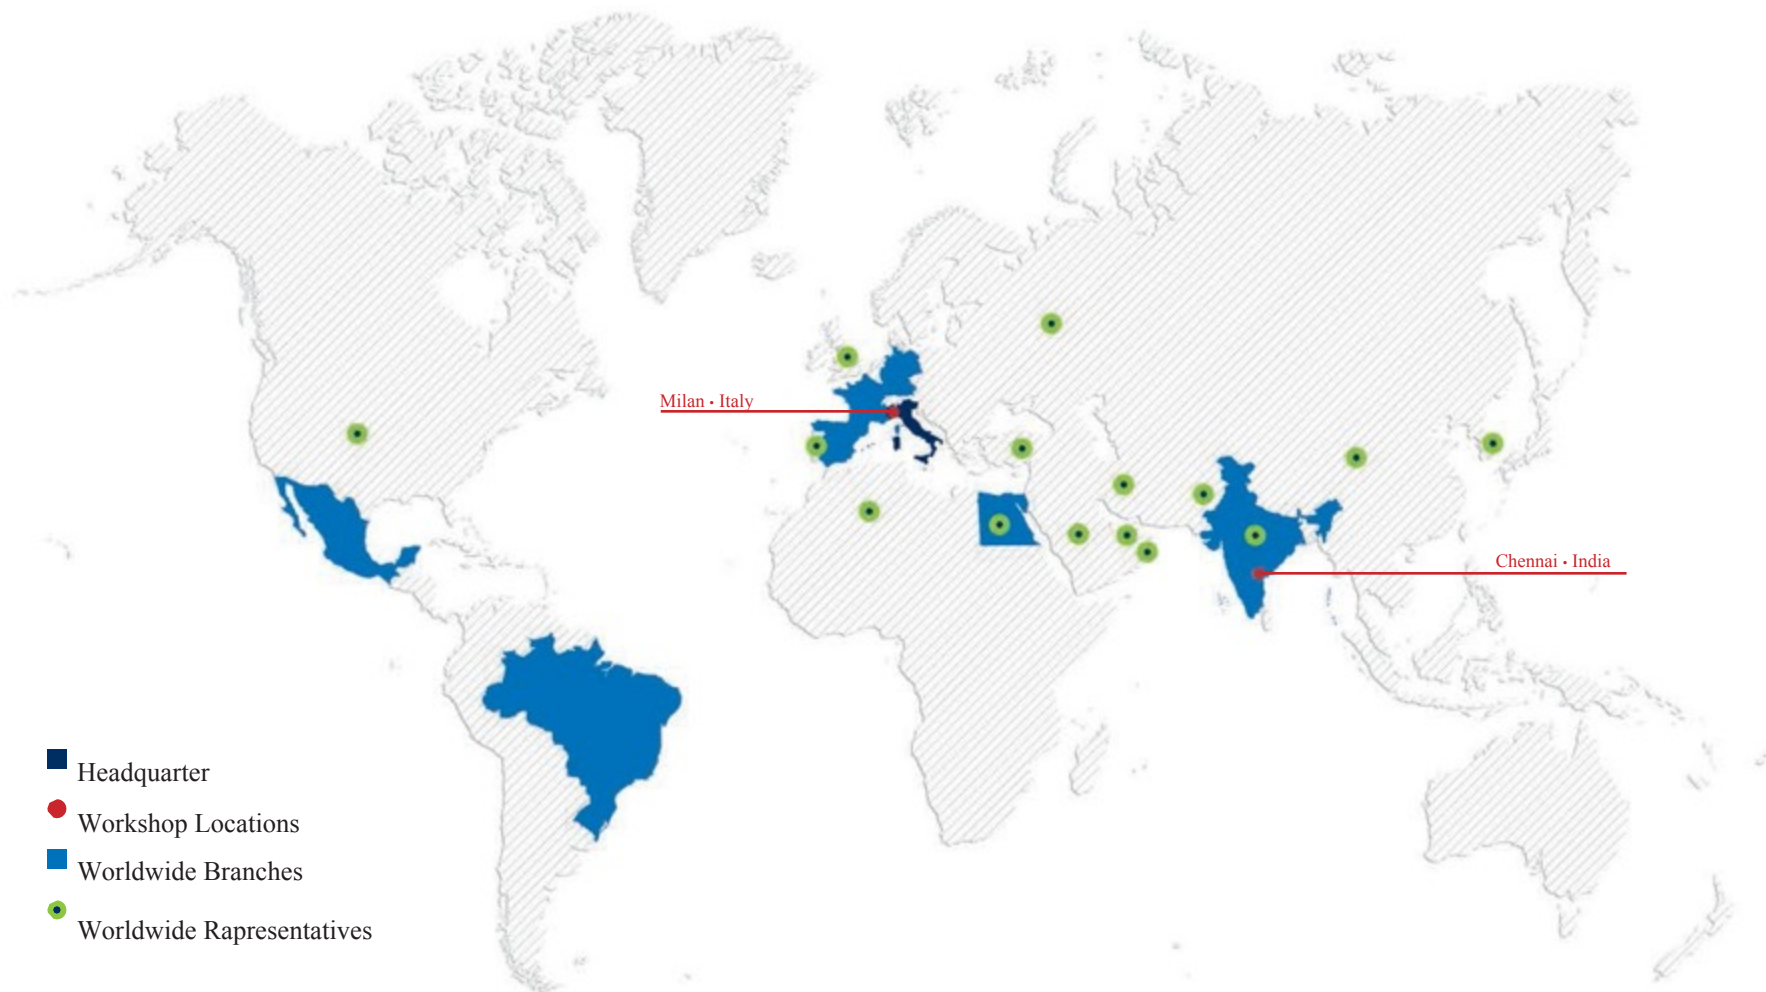 Milan • Italy
Chennai • India
Headquarter
Workshop Locations
Worldwide Branches
Worldwide Rapresentatives